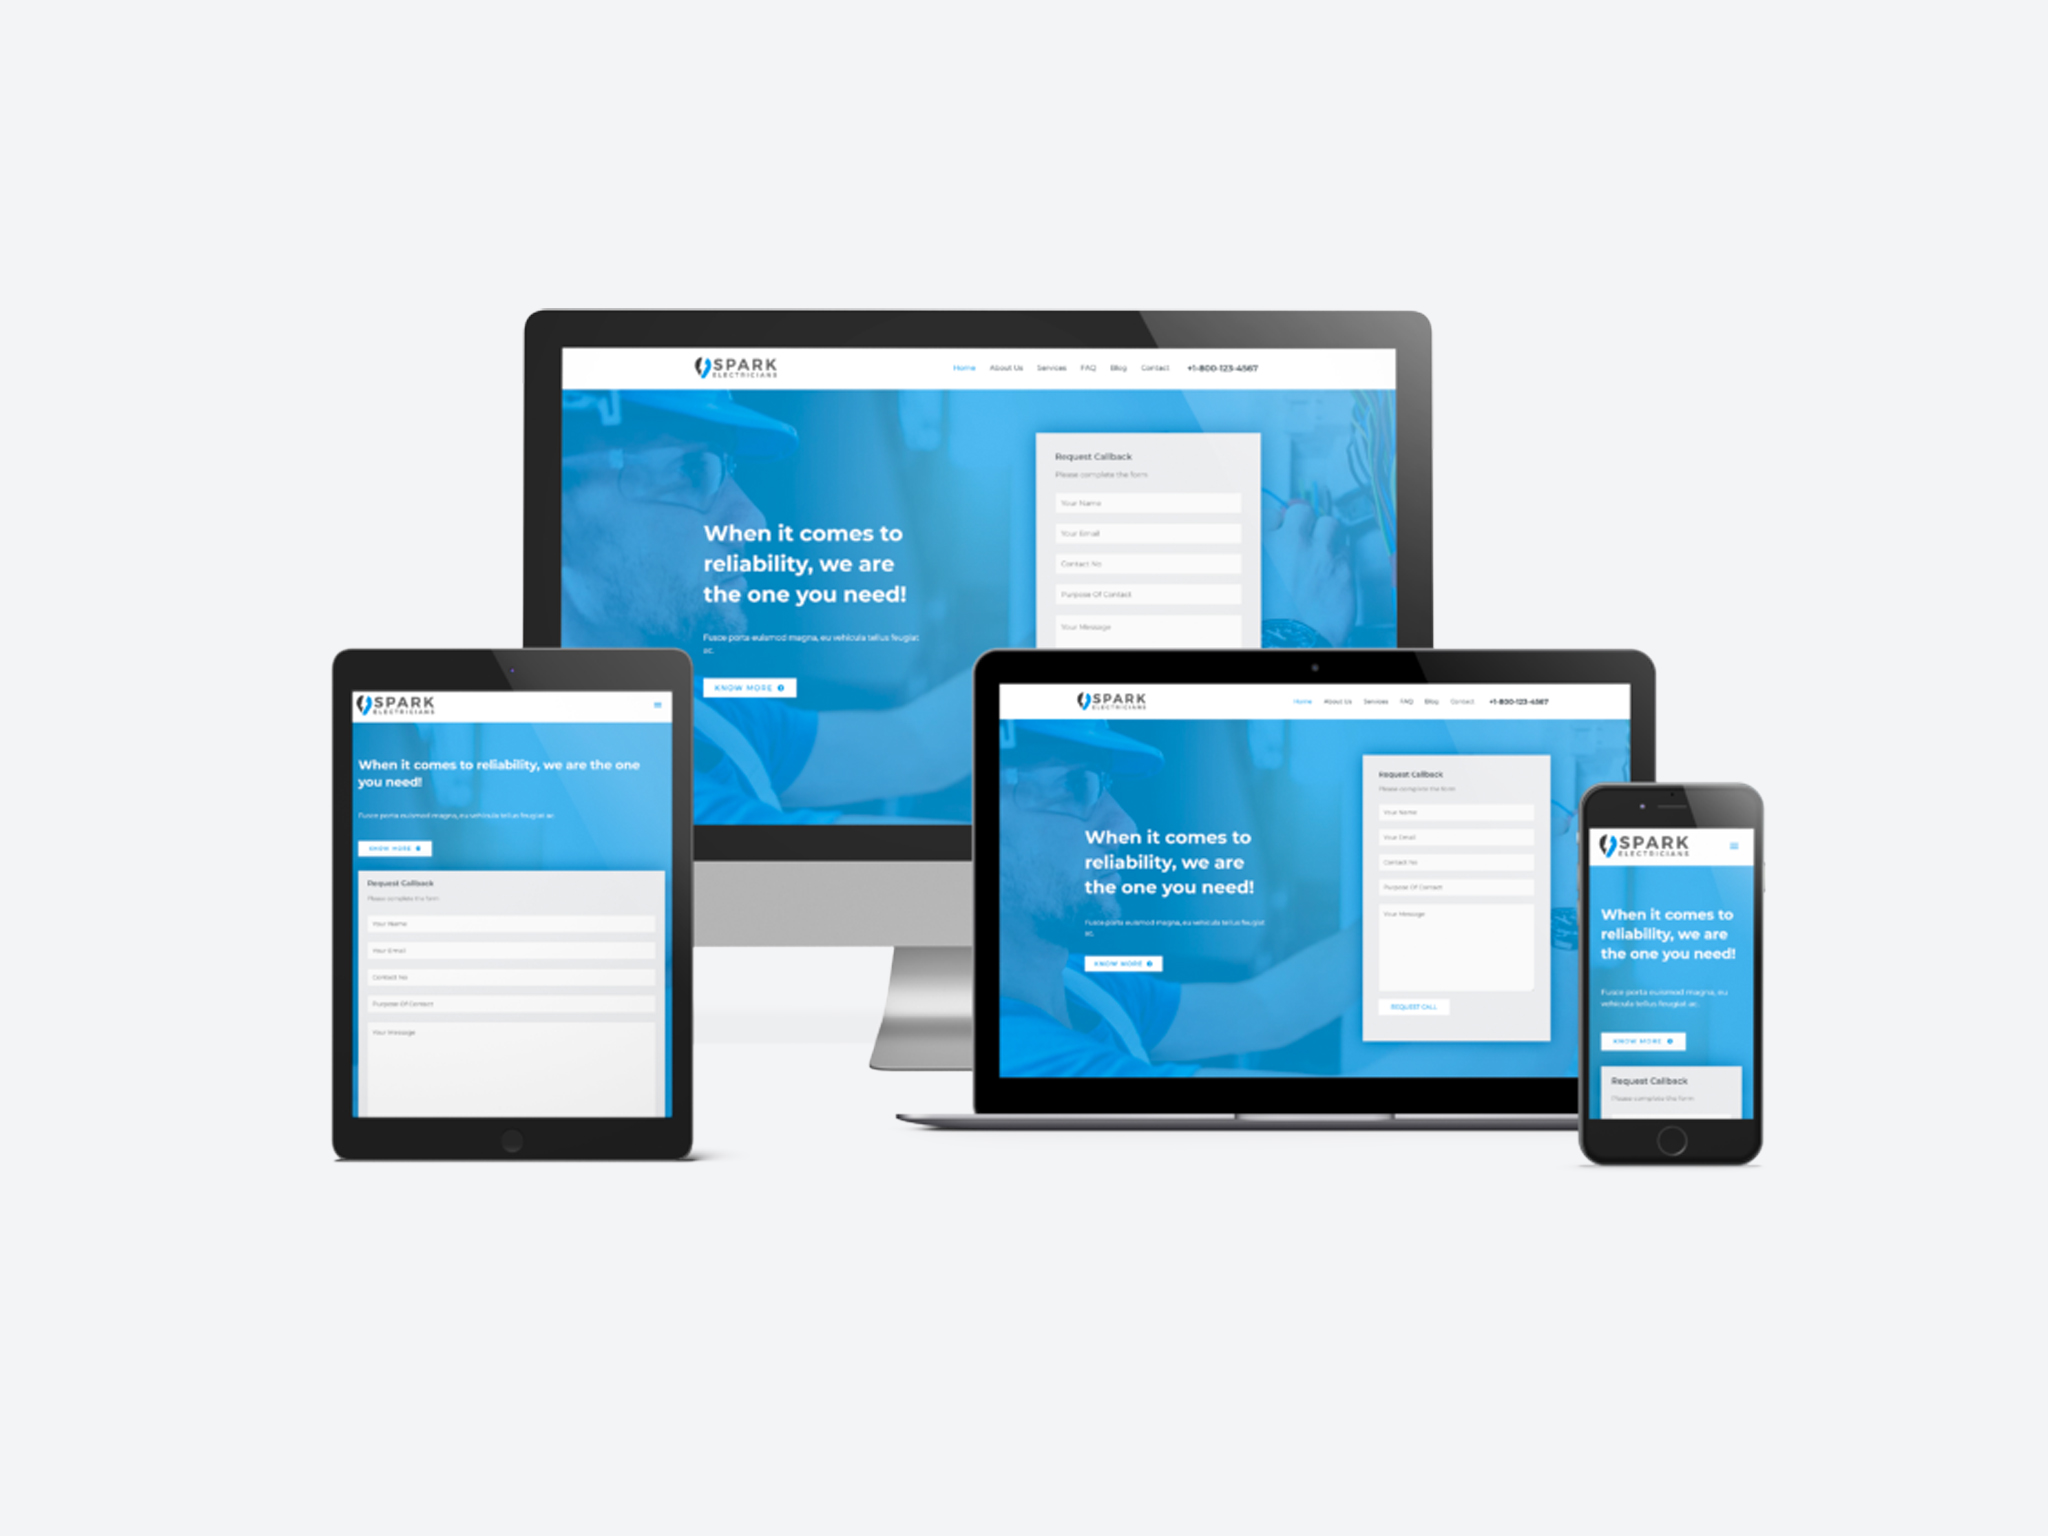 SPARK
ELECTRICIANS
Home About Us Services FAQ Blog Contact +1-800-123-4567
When it comes to
reliability, we are
the one you need!
Fusce porta euismod magna, eu vehicula tellus feugiat
ac.
KNOW MORE
Request Callback
Please complete the form
Your Name
Your Email
Contact No
Purpose Of Contact
Your Message
SPARK
ELECTRICIANS
When it comes to reliability, we are the one
you need!
Fusce porta euismod magna, eu vehicula tellus feugiat ac.
KNOW MORE
Request Callback
Please complete the form
Your Name
Your Email
Contact No
Purpose Of Contact
Your Message
SPARK
ELECTRICIANS
Home About Us Services FAQ Blog Contact +1-800-123-4567
When it comes to
reliability, we are
the one you need!
Fusce porta euismod magna, eu vehicula tellus feugiat
ac.
KNOW MORE
Request Callback
Please complete the form
Your Name
Your Email
Contact No
Purpose Of Contact
Your Message
REQUEST CALL
SPARK
ELECTRICIANS
When it comes to
reliability, we are
the one you need!
Fusce porta euismod magna, eu
vehicula tellus feugiat ac.
KNOW MORE
Request Callback
Please complete the form